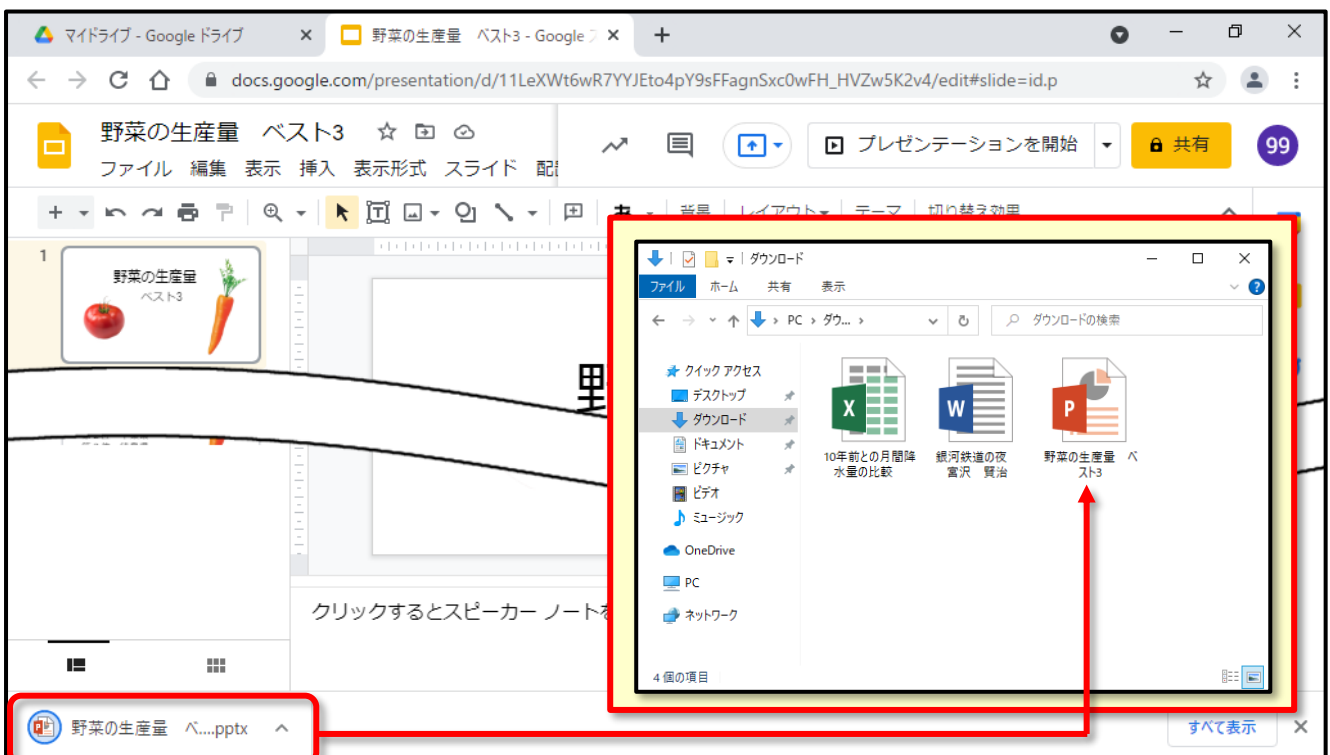 マイドライブ - Google ドライブ
野菜の生産量　ベスト3 - Google ス
docs.google.com/presentation/d/11LeXWt6wR7YYJEto4pY9sFFagnSxc0wFH_HVZw5K2v4/edit#slide=id.p
野菜の生産量　ベスト3
ファイル 編集 表示 挿入 表示形式 スライド 配
プレゼンテーションを開始
共有
99
あ 背景 レイアウト テーマ 切り替え効果
1
野菜の生産量
ベスト3
野
クリックするとスピーカー ノートを
ダウンロード
ファイル ホーム 共有 表示
PC › ダウ... ›
ダウンロードの検索
クイック アクセス
デスクトップ
ダウンロード
ドキュメント
ピクチャ
ビデオ
ミュージック
OneDrive
PC
ネットワーク
X
10年前との月間降
水量の比較
W
銀河鉄道の夜
宮沢　賢治
P
野菜の生産量　ベ
スト3
4 個の項目
野菜の生産量　ベ....pptx
すべて表示